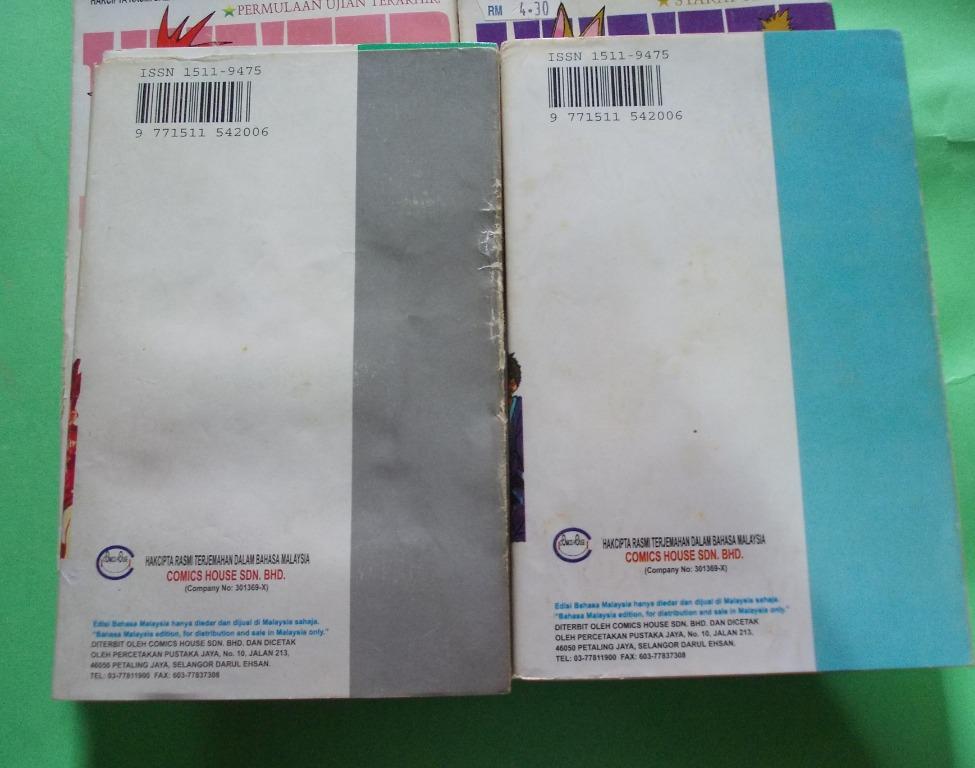 PERMULAAN UJIAN TERAKHIR!
RM 4.30
ISSN 1511-9475
9 771511 542006
HAKCIPTA RASMI TERJEMAHAN DALAM BAHASA MALAYSIA
COMICS HOUSE SDN. BHD.
(Company No: 301369-X)
Edisi Bahasa Malaysia hanya diedar dan dijual di Malaysia sahaja.
"Bahasa Malaysia edition, for distribution and sale in Malaysia only."
DITERBIT OLEH COMICS HOUSE SDN. BHD. DAN DICETAK
OLEH PERCETAKAN PUSTAKA JAYA, No. 10, JALAN 213,
46050 PETALING JAYA, SELANGOR DARUL EHSAN.
TEL: 03-77811900 FAX: 603-77837308
ISSN 1511-9475
9 771511 542006
HAKCIPTA RASMI TERJEMAHAN DALAM BAHASA MALAYSIA
COMICS HOUSE SDN. BHD.
(Company No: 301369-X)
Edisi Bahasa Malaysia hanya diedar dan dijual di Malaysia sahaja.
"Bahasa Malaysia edition, for distribution and sale in Malaysia only."
DITERBIT OLEH COMICS HOUSE SDN. BHD. DAN DICETAK
OLEH PERCETAKAN PUSTAKA JAYA, No. 10, JALAN 213,
46050 PETALING JAYA, SELANGOR DARUL EHSAN.
TEL: 03-77811900 FAX: 603-77837308